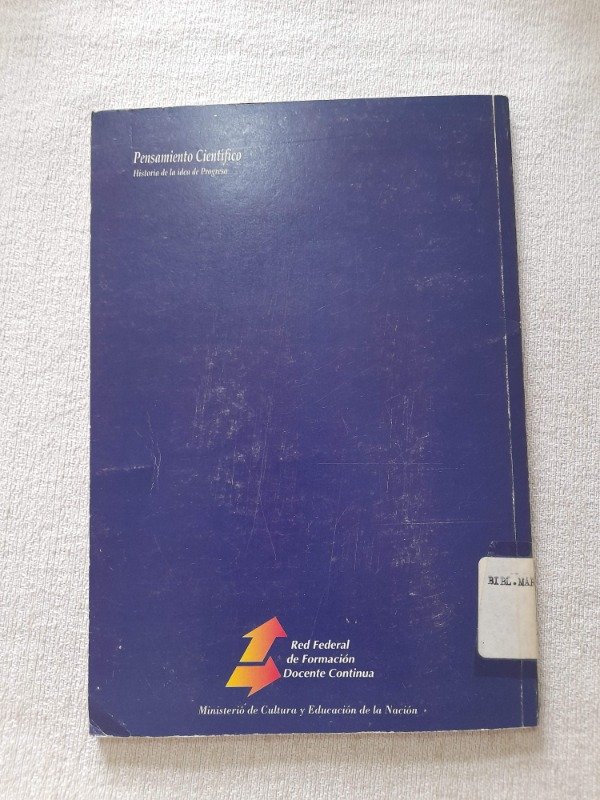 Pensamiento Científico
Historia de la idea de Progreso
BIBL.MAR
Red Federal
de Formación
Docente Continua
Ministerio de Cultura y Educación de la Nación